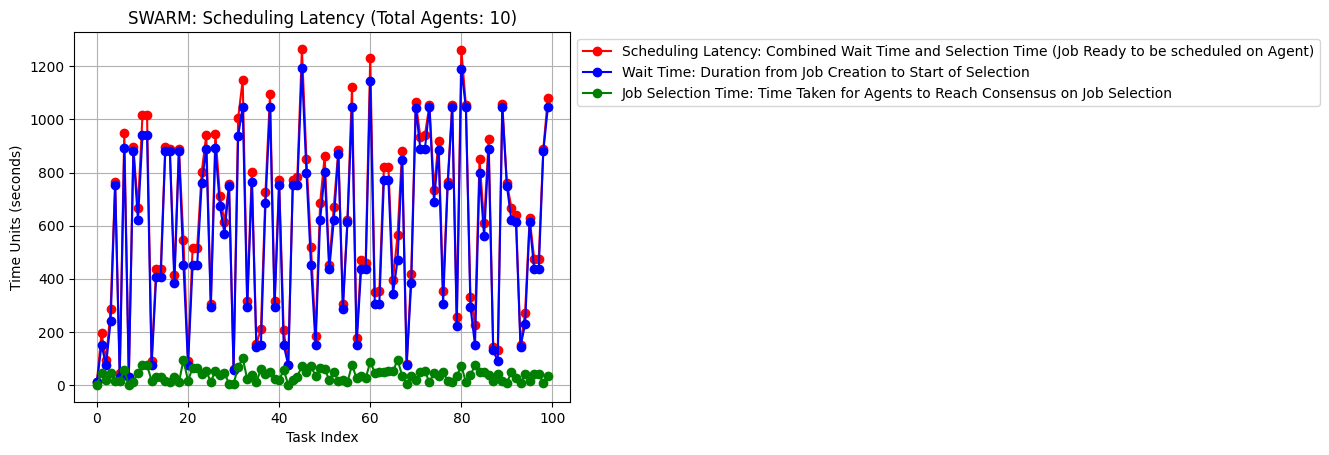 SWARM: Scheduling Latency (Total Agents: 10)
Scheduling Latency: Combined Wait Time and Selection Time (Job Ready to be scheduled on Agent)
Wait Time: Duration from Job Creation to Start of Selection
Job Selection Time: Time Taken for Agents to Reach Consensus on Job Selection
Time Units (seconds)
1200
1000
800
600
400
200
0
0 20 40 60 80 100
Task Index